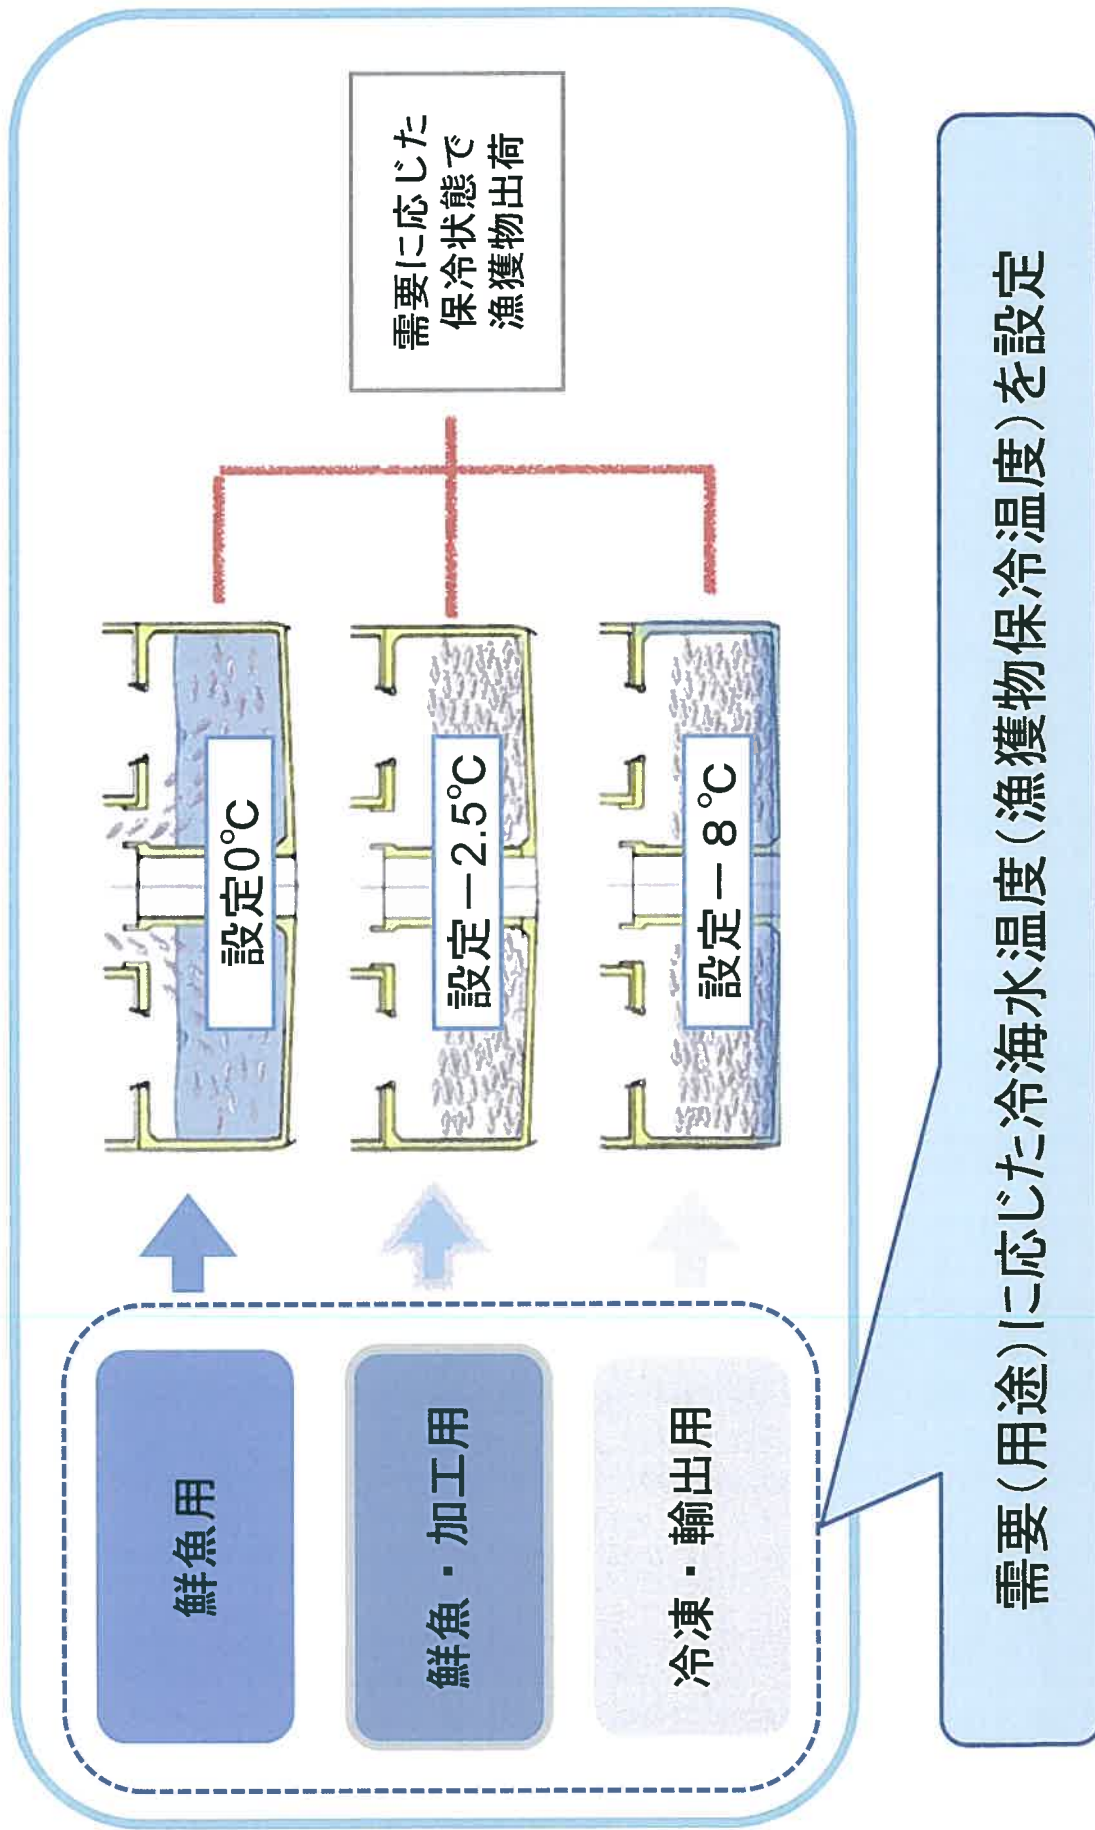 鮮魚用
設定0℃
鮮魚・加工用
設定－2.5℃
冷凍・輸出用
設定－8℃
需要に応じた
保冷状態で
漁獲物出荷
需要(用途)に応じた冷海水温度(漁獲物保冷温度)を設定